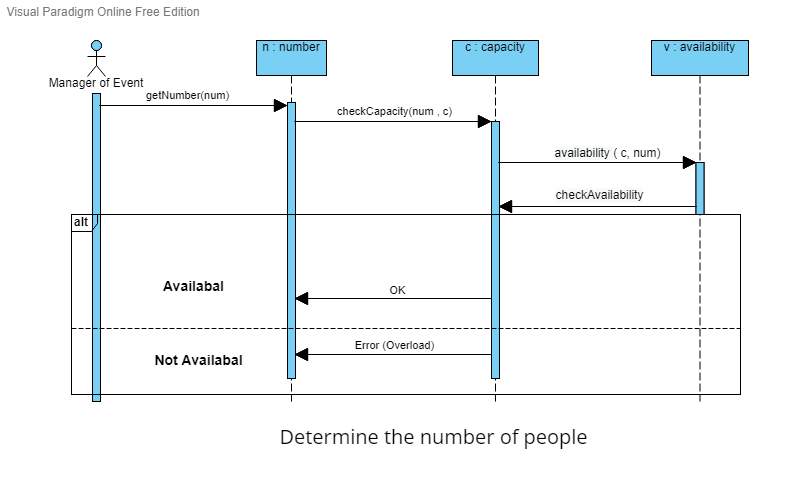 Visual Paradigm Online Free Edition
n : number
c : capacity
v : availability
Manager of Event
getNumber(num)
checkCapacity(num , c)
availability ( c, num)
checkAvailability
alt
Availabal
OK
Error (Overload)
Not Availabal
Determine the number of people